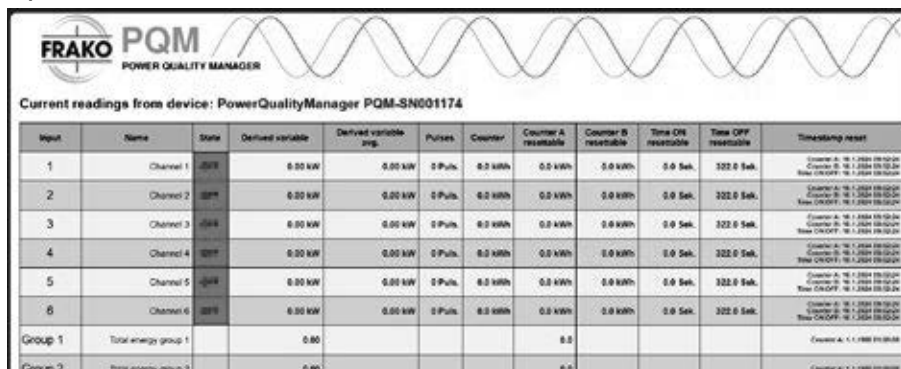 FRAKO PQM
POWER QUALITY MANAGER
Current readings from device: PowerQualityManager PQM-SN001174
Input Name State Derived variable Derived variable avg. Pulses Counter Counter A resettable Counter B resettable Time ON resettable Time OFF resettable Timestamp reset
1 Channel 1 OFF 0.00 kW 0.00 kW 0 Puls. 0.0 kWh 0.0 kWh 0.0 kWh 0.0 Sek. 322.0 Sek.
2 Channel 2 OFF 0.00 kW 0.00 kW 0 Puls. 0.0 kWh 0.0 kWh 0.0 kWh 0.0 Sek. 322.0 Sek.
3 Channel 3 OFF 0.00 kW 0.00 kW 0 Puls. 0.0 kWh 0.0 kWh 0.0 kWh 0.0 Sek. 322.0 Sek.
4 Channel 4 OFF 0.00 kW 0.00 kW 0 Puls. 0.0 kWh 0.0 kWh 0.0 kWh 0.0 Sek. 322.0 Sek.
5 Channel 5 OFF 0.00 kW 0.00 kW 0 Puls. 0.0 kWh 0.0 kWh 0.0 kWh 0.0 Sek. 322.0 Sek.
6 Channel 6 OFF 0.00 kW 0.00 kW 0 Puls. 0.0 kWh 0.0 kWh 0.0 kWh 0.0 Sek. 322.0 Sek.
Group 1 Total energy group 1 0.00 0.0